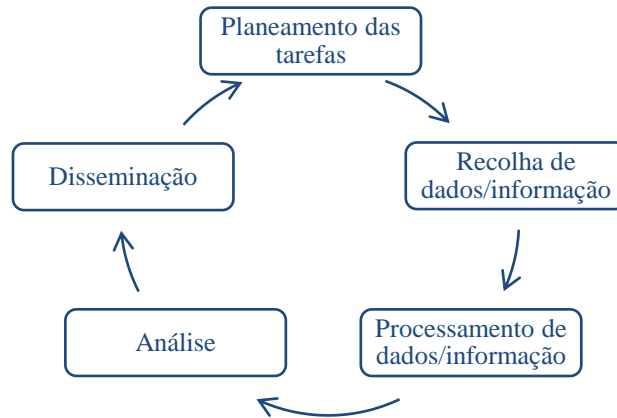 Planeamento das
tarefas
Recolha de
dados/informação
Processamento de
dados/informação
Análise
Disseminação